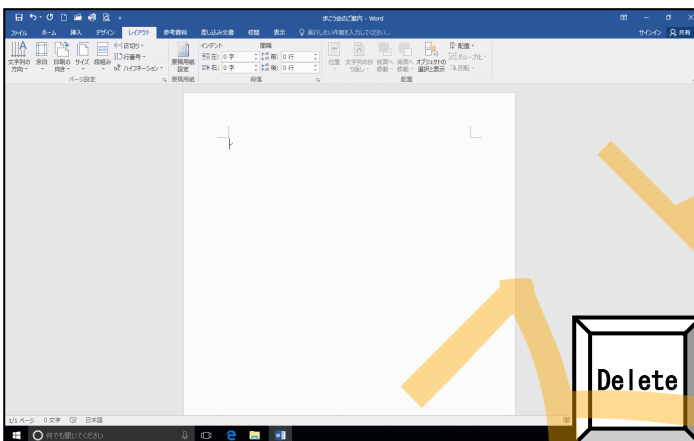 まごう会のご案内 - Word
サインイン 共有
ファイル ホーム 挿入 デザイン レイアウト 参考資料 差し込み文書 校閲 表示 実行したい作業を入力してください...
文字列の方向 余白 印刷の向き サイズ 段組み
区切り
行番号
ハイフネーション
原稿用紙設定
インデント 間隔
左: 0 字 前: 0 行
右: 0 字 後: 0 行
位置 文字列の折り返し 前面へ移動 背面へ移動 オブジェクトの選択と表示
配置
グループ化
回転
ページ設定 原稿用紙 段落 配置
Delete
1/1 ページ 0 文字 日本語
何でも聞いてください